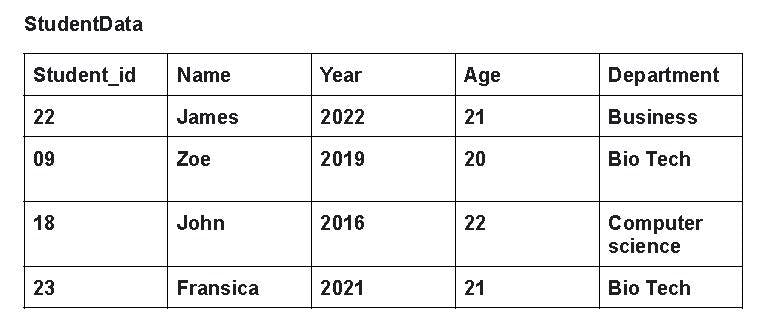 StudentData
Student_id Name Year Age Department
22 James 2022 21 Business
09 Zoe 2019 20 Bio Tech
18 John 2016 22 Computer
science
23 Fransica 2021 21 Bio Tech